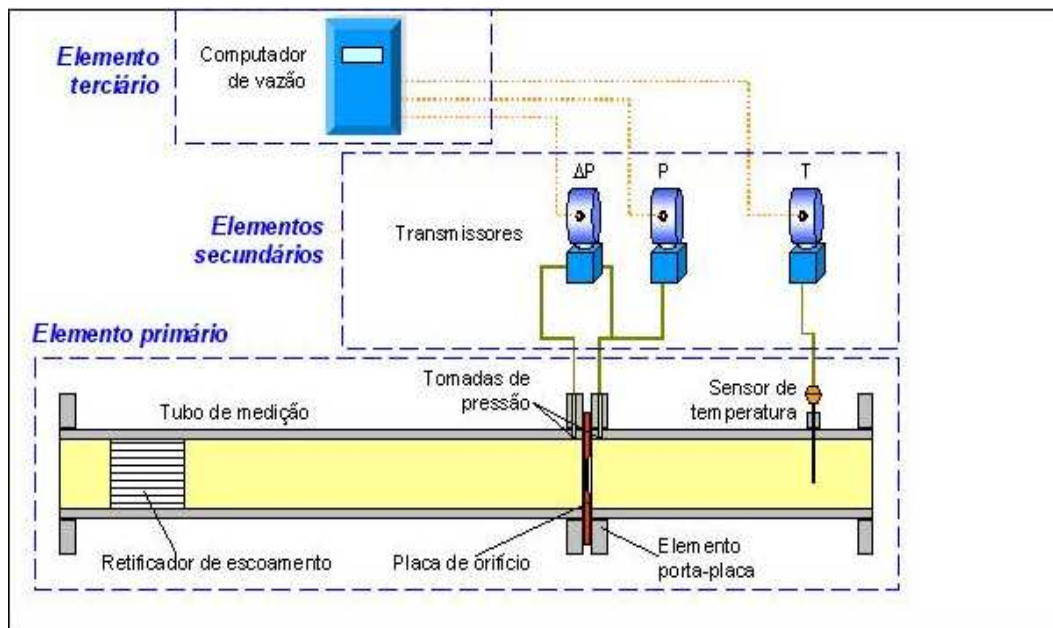 Elemento
terciário
Computador
de vazão
ΔP
P
T
Elementos
secundários
Transmissores
Elemento primário
Tubo de medição
Tomadas de
pressão
Sensor de
temperatura
Retificador de escoamento
Placa de orifício
Elemento
porta-placa